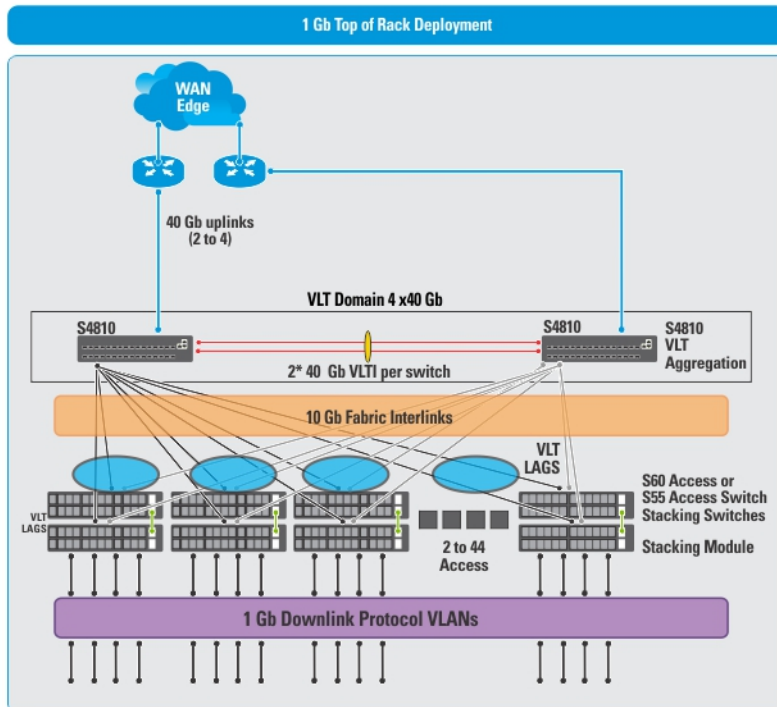 1 Gb Top of Rack Deployment
WAN
Edge
40 Gb uplinks
(2 to 4)
VLT Domain 4 x40 Gb
S4810
S4810
S4810
VLT
Aggregation
2* 40 Gb VLTI per switch
10 Gb Fabric Interlinks
VLT
LAGS
S60 Access or
S55 Access Switch
Stacking Switches
VLT
LAGS
Stacking Module
2 to 44
Access
1 Gb Downlink Protocol VLANs